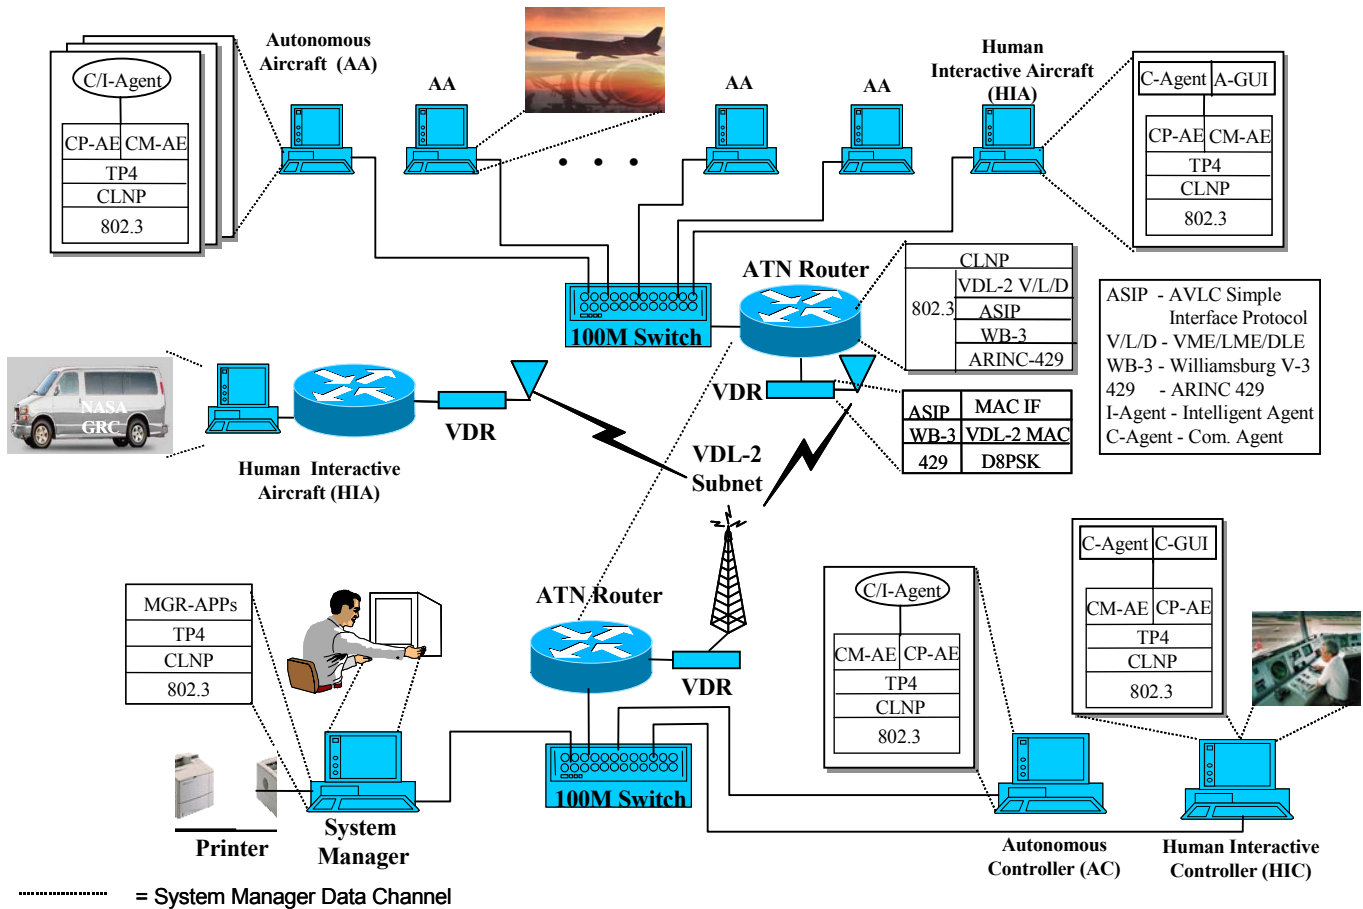 Autonomous
Aircraft (AA)
AA
AA
AA
Human
Interactive Aircraft
(HIA)
C/I-Agent
CP-AE
CM-AE
TP4
CLNP
802.3
C-Agent
A-GUI
CP-AE
CM-AE
TP4
CLNP
802.3
ATN Router
100M Switch
CLNP
802.3
VDL-2 V/L/D
ASIP
WB-3
ARINC-429
ASIP - AVLC Simple
Interface Protocol
V/L/D - VME/LME/DLE
WB-3 - Williamsburg V-3
429 - ARINC 429
I-Agent - Intelligent Agent
C-Agent - Com. Agent
NASA
GRC
VDR
VDR
ASIP
MAC IF
WB-3
VDL-2 MAC
429
D8PSK
Human Interactive
Aircraft (HIA)
VDL-2
Subnet
MGR-APPs
TP4
CLNP
802.3
ATN Router
VDR
C/I-Agent
CM-AE
CP-AE
TP4
CLNP
802.3
C-Agent
C-GUI
CM-AE
CP-AE
TP4
CLNP
802.3
100M Switch
Printer
System
Manager
Autonomous
Controller (AC)
Human Interactive
Controller (HIC)
= System Manager Data Channel